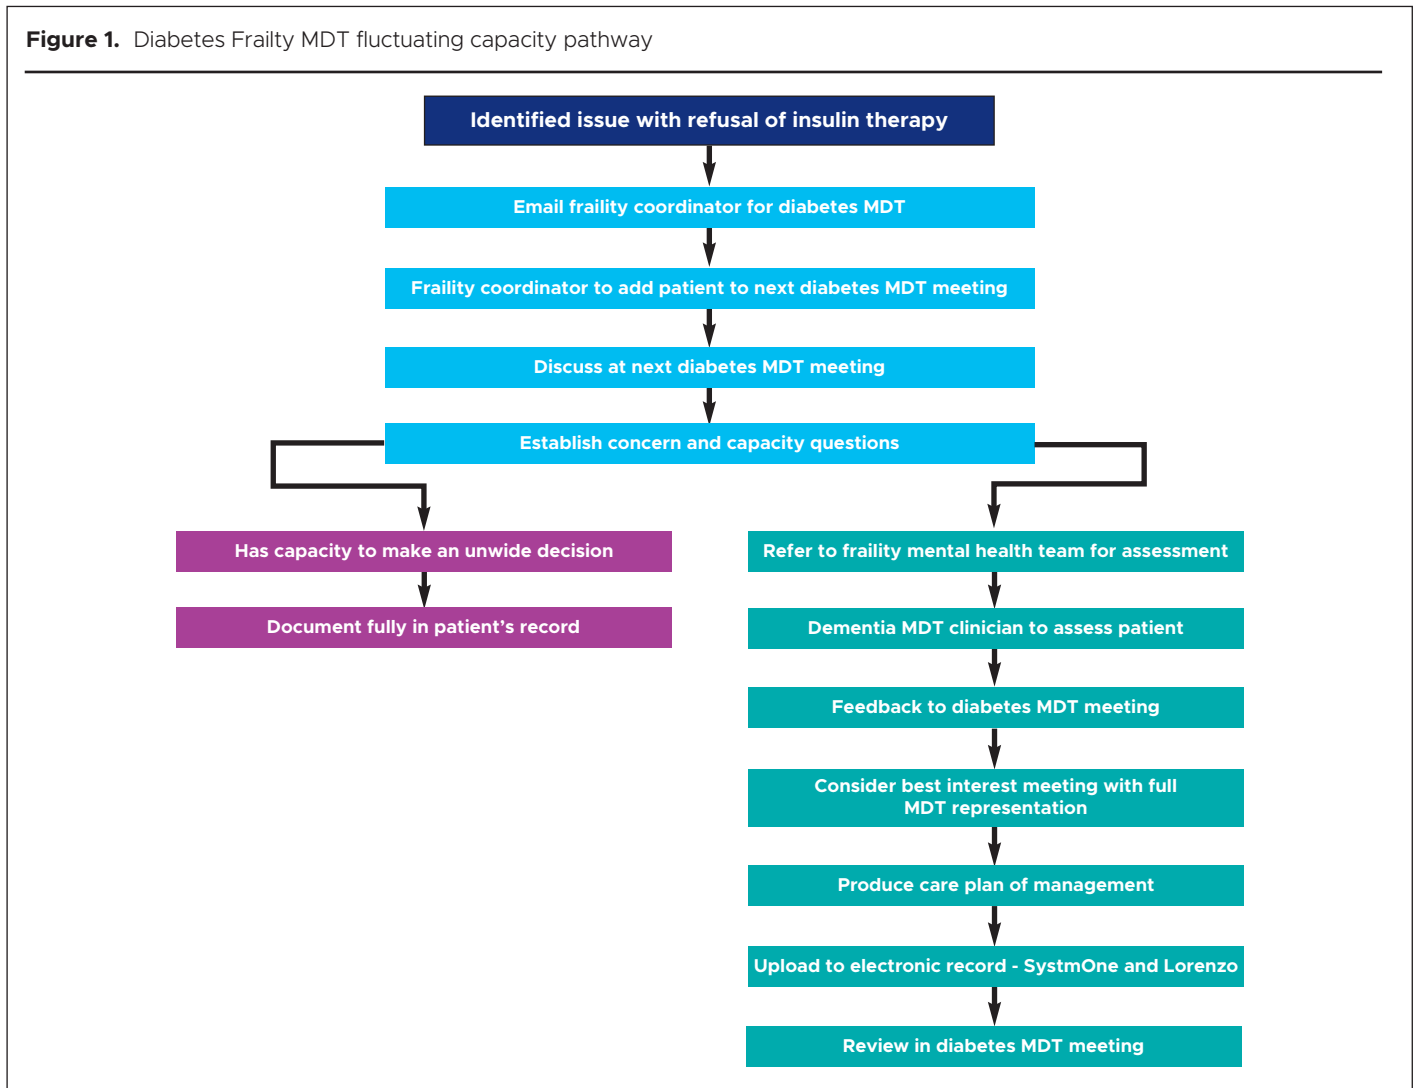 Figure 1. Diabetes Frailty MDT fluctuating capacity pathway
Identified issue with refusal of insulin therapy
Email fraility coordinator for diabetes MDT
Fraility coordinator to add patient to next diabetes MDT meeting
Discuss at next diabetes MDT meeting
Establish concern and capacity questions
Has capacity to make an unwide decision
Document fully in patient's record
Refer to fraility mental health team for assessment
Dementia MDT clinician to assess patient
Feedback to diabetes MDT meeting
Consider best interest meeting with full
MDT representation
Produce care plan of management
Upload to electronic record - SystmOne and Lorenzo
Review in diabetes MDT meeting